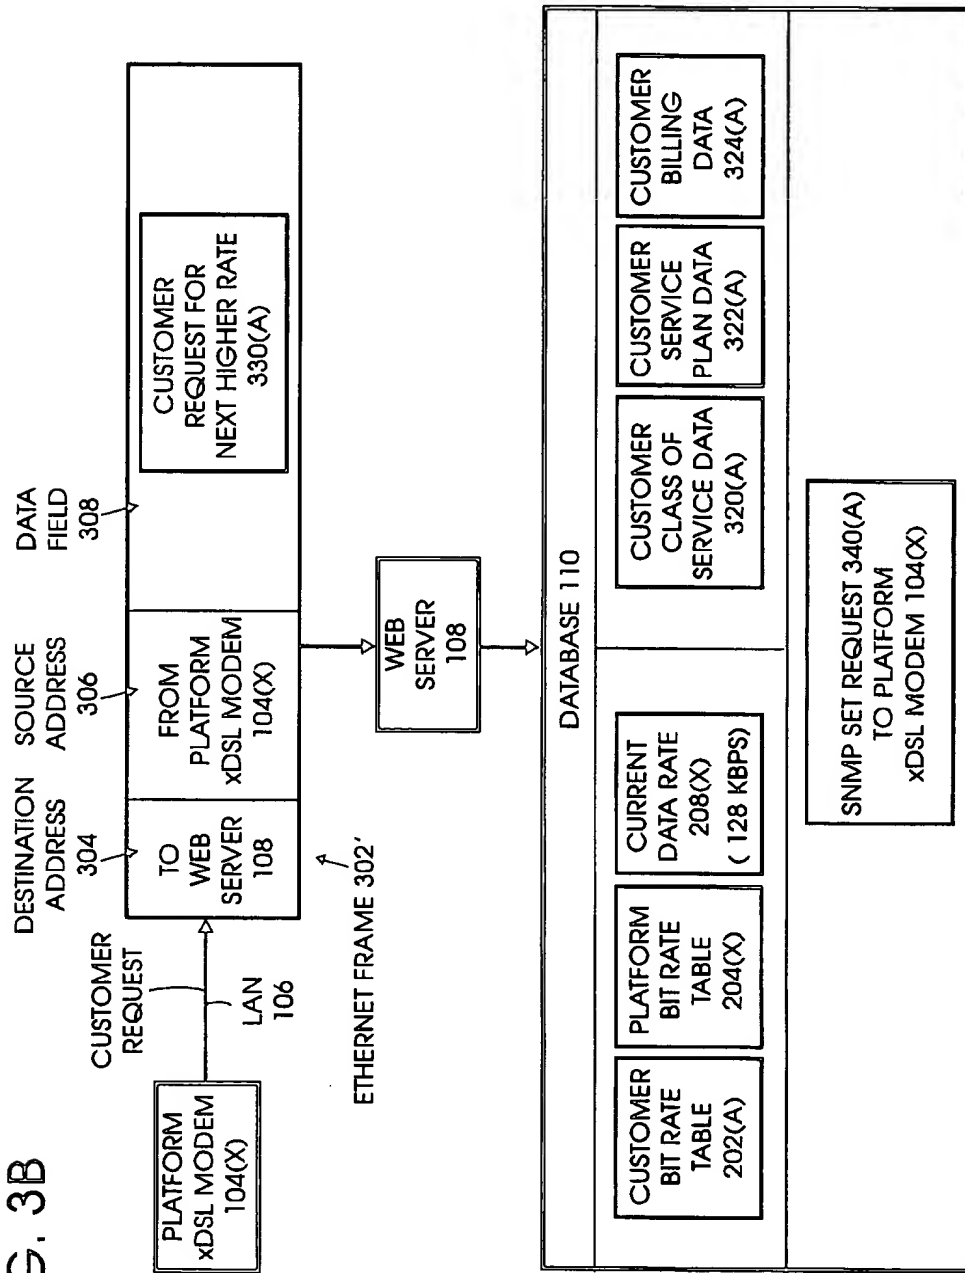 G. 3B
PLATFORM
xDSL MODEM
104(X)
CUSTOMER
REQUEST
LAN
106
DESTINATION
ADDRESS
304
SOURCE
ADDRESS
306
DATA
FIELD
308
TO
WEB
SERVER
108
FROM
PLATFORM
xDSL MODEM
104(X)
CUSTOMER
REQUEST FOR
NEXT HIGHER RATE
330(A)
ETHERNET FRAME 302'
WEB
SERVER
108
DATABASE 110
CUSTOMER
BIT RATE
TABLE
202(A)
PLATFORM
BIT RATE
TABLE
204(X)
CURRENT
DATA RATE
208(X)
( 128 KBPS)
CUSTOMER
CLASS OF
SERVICE DATA
320(A)
CUSTOMER
SERVICE
PLAN DATA
322(A)
CUSTOMER
BILLING
DATA
324(A)
SNMP SET REQUEST 340(A)
TO PLATFORM
xDSL MODEM 104(X)